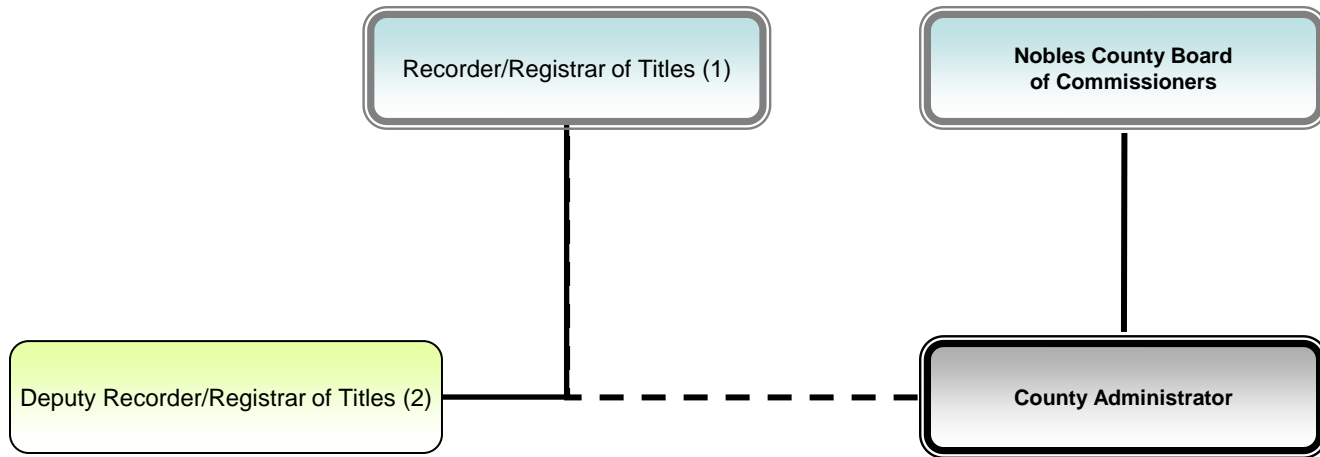 Recorder/Registrar of Titles (1)
Nobles County Board
of Commissioners
Deputy Recorder/Registrar of Titles (2)
County Administrator